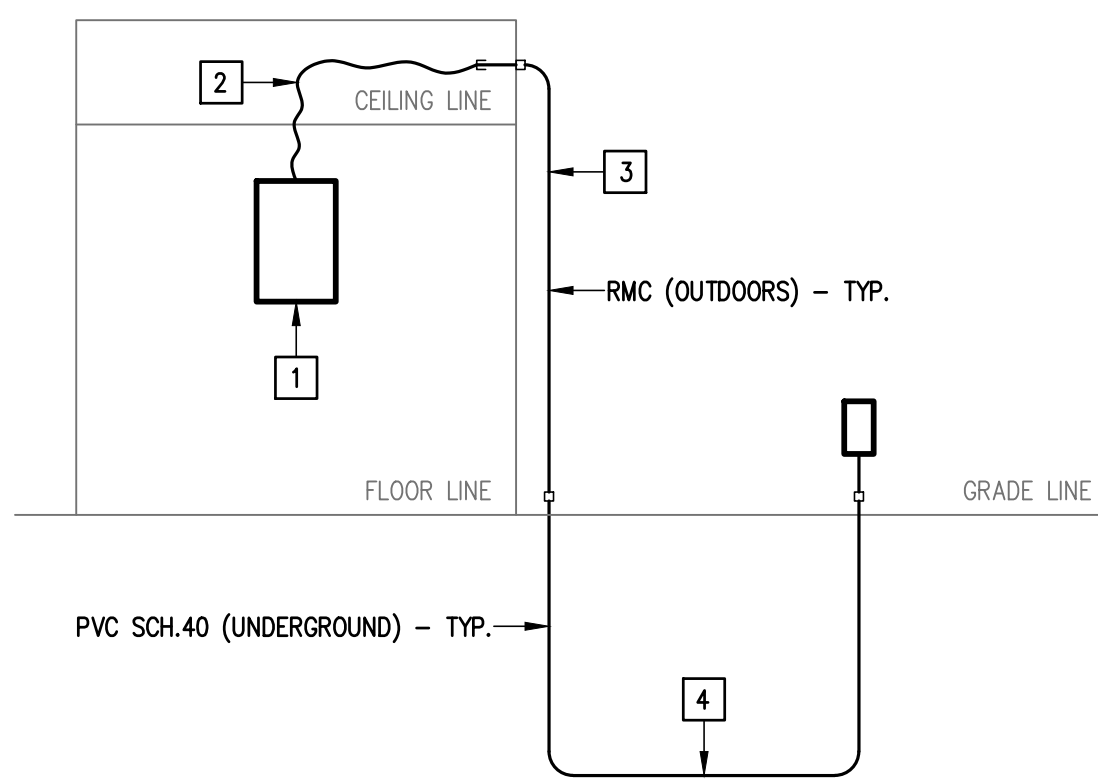 2
CEILING LINE
3
RMC (OUTDOORS) – TYP.
1
FLOOR LINE
GRADE LINE
PVC SCH.40 (UNDERGROUND) – TYP.
4